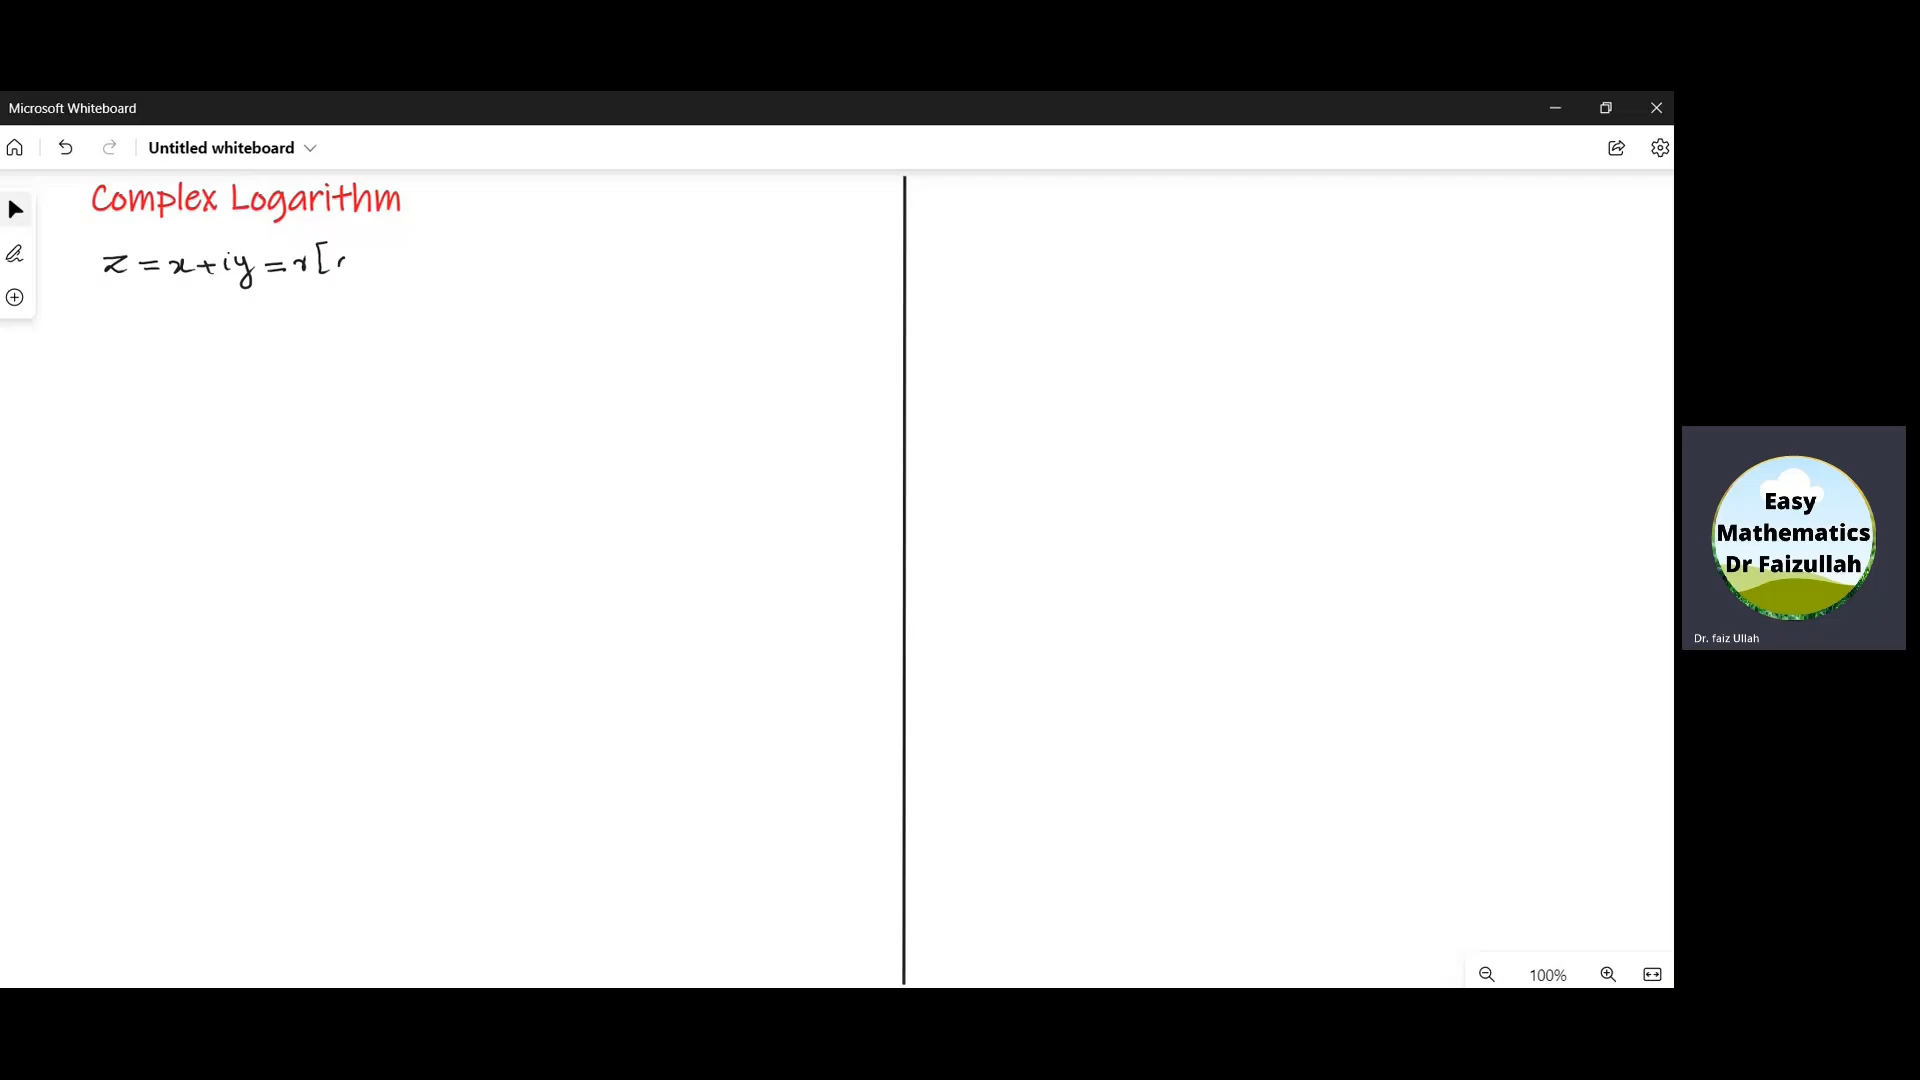 Microsoft Whiteboard
Untitled whiteboard
Complex Logarithm
z = x + iy = r [
Easy
Mathematics
Dr Faizullah
Dr. faiz Ullah
100%